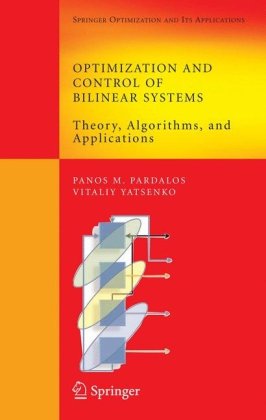 SPRINGER OPTIMIZATION AND ITS APPLICATIONS
OPTIMIZATION AND
CONTROL OF
BILINEAR SYSTEMS
Theory, Algorithms, and
Applications
PANOS M. PARDALOS
VITALIY YATSENKO
Springer